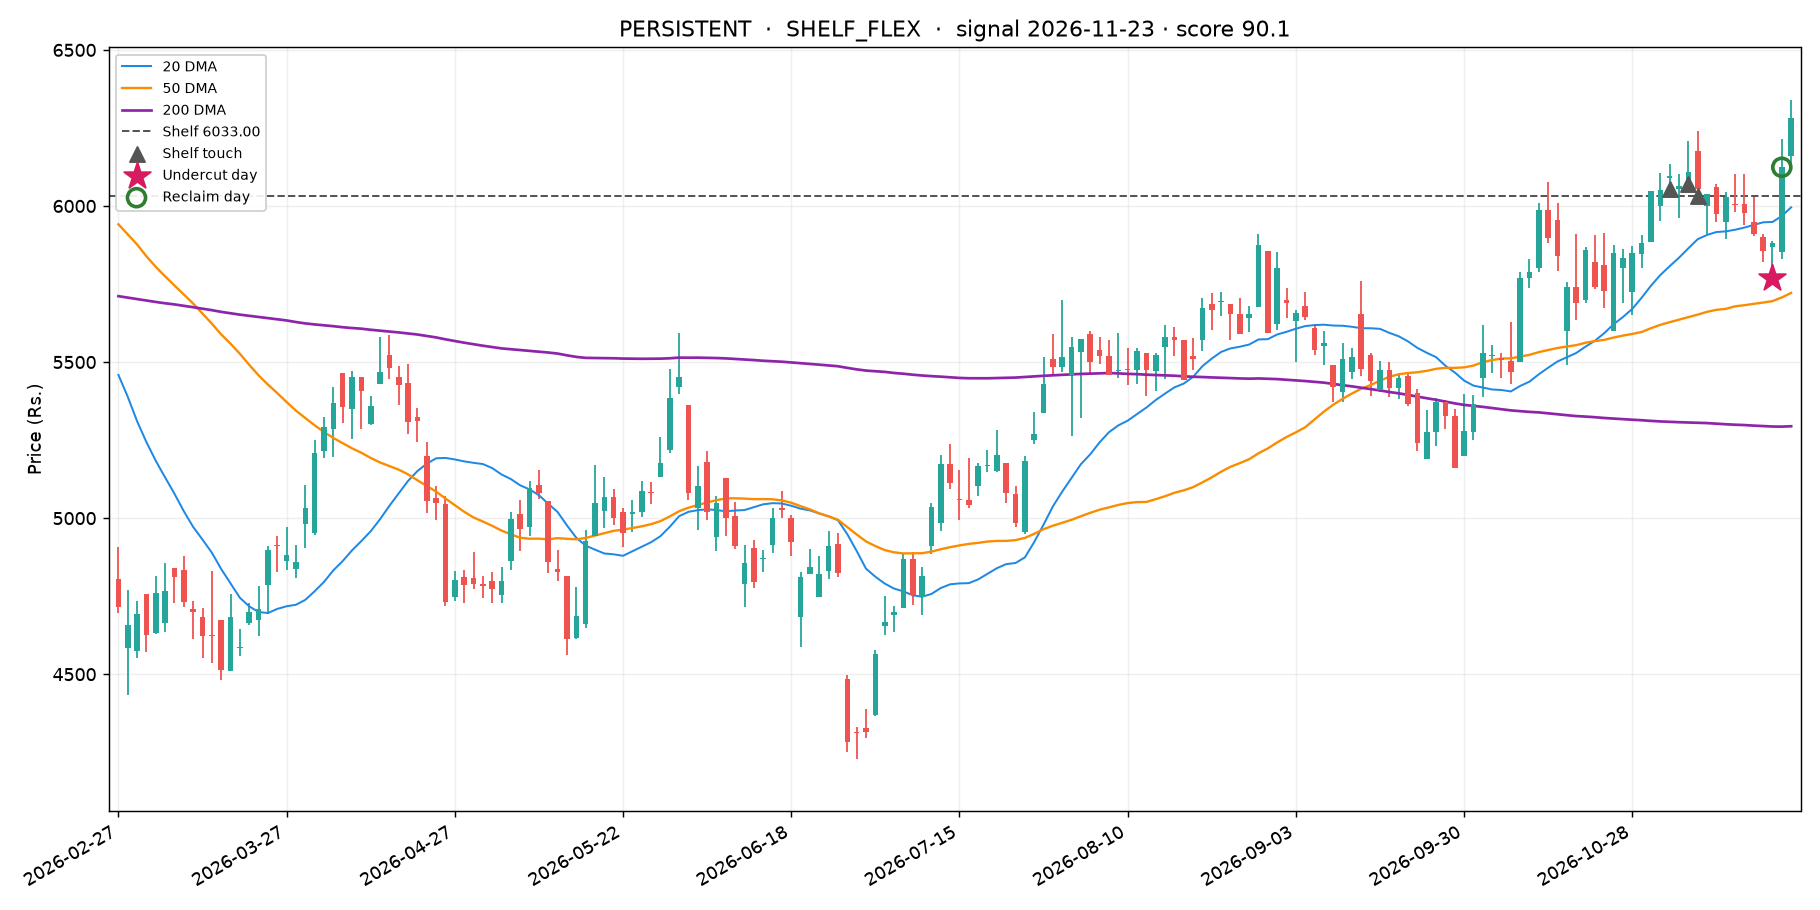 PERSISTENT · SHELF_FLEX · signal 2026-11-23 · score 90.1
20 DMA
50 DMA
200 DMA
Shelf 6033.00
Shelf touch
Undercut day
Reclaim day
Price (Rs.)
6500
6000
5500
5000
4500
2026-02-27
2026-03-27
2026-04-27
2026-05-22
2026-06-18
2026-07-15
2026-08-10
2026-09-03
2026-09-30
2026-10-28